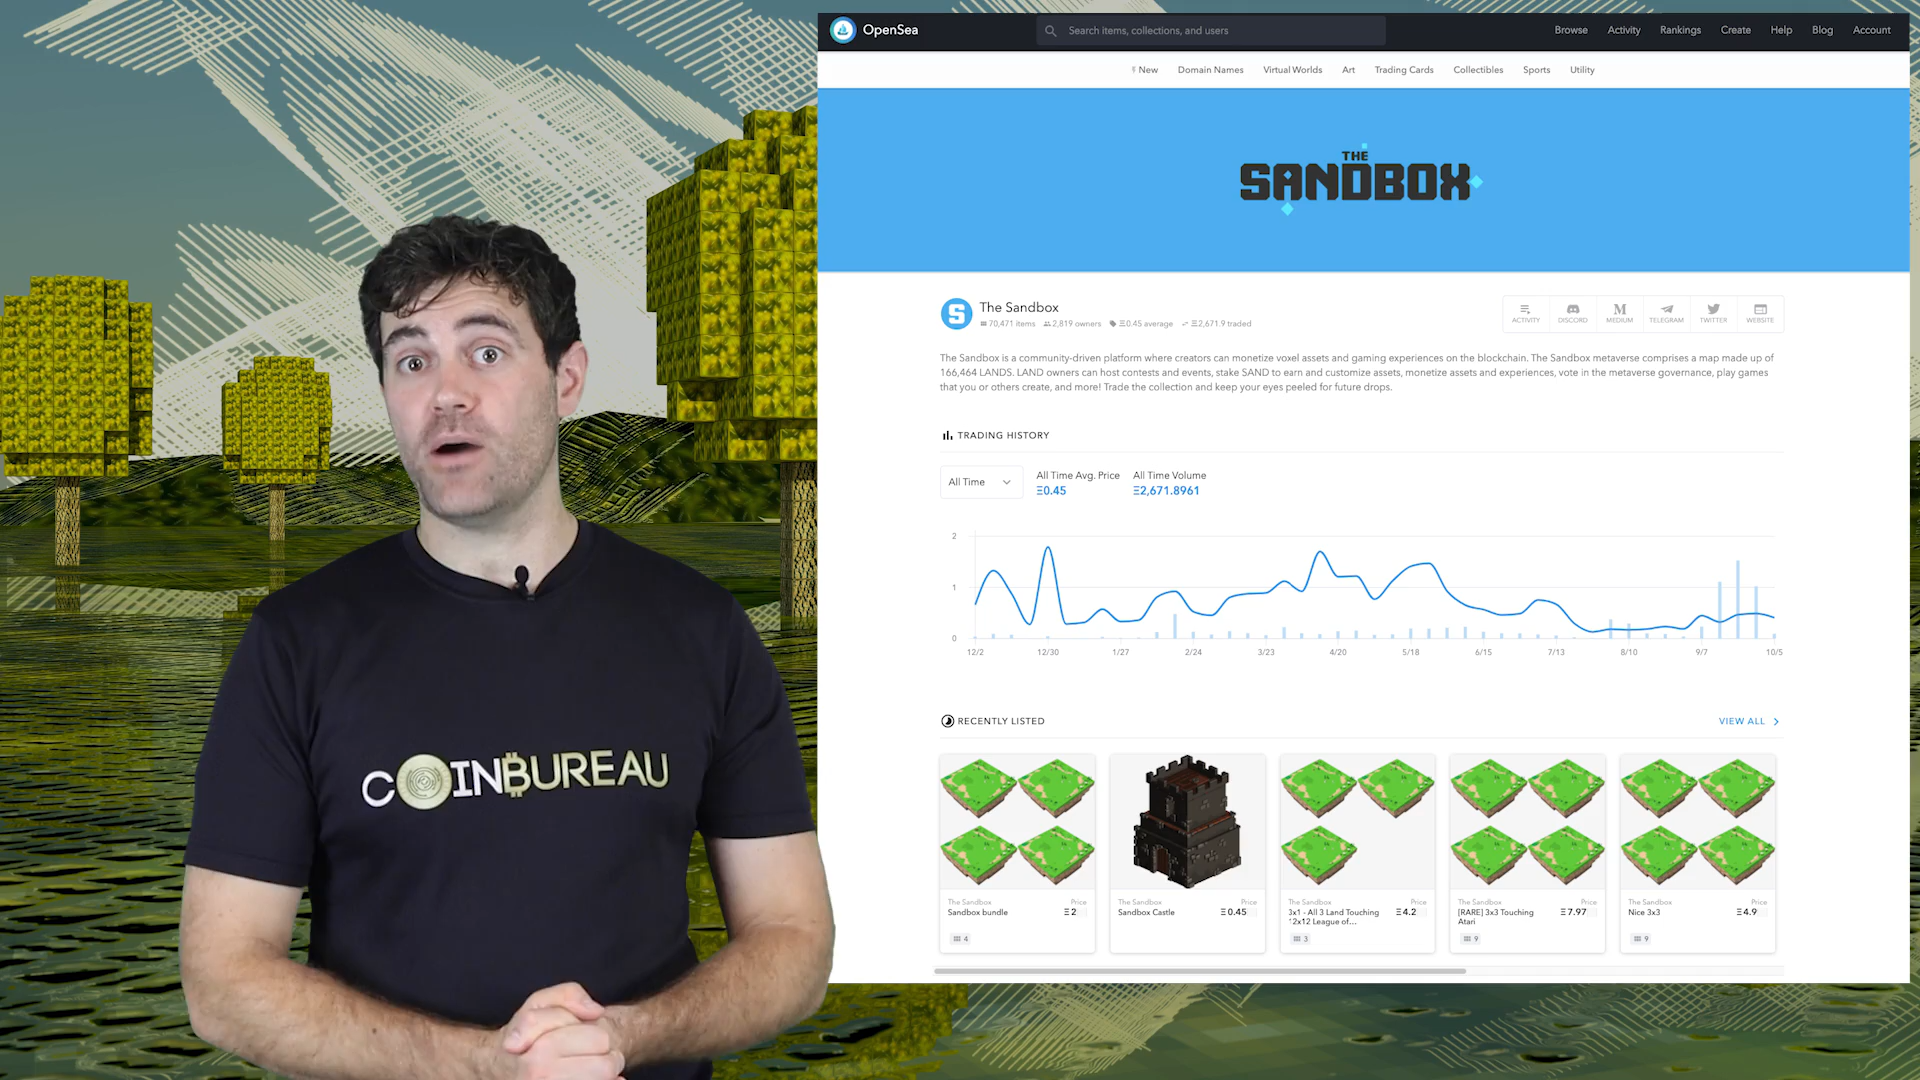 OpenSea
Search items, collections, and users
Browse Activity Rankings Create Help Blog Account
New Domain Names Virtual Worlds Art Trading Cards Collectibles Sports Utility
THE
SANDBOX
The Sandbox
70,471 items 2,819 owners Ξ0.45 average Ξ2,671.9 traded
ACTIVITY DISCORD MEDIUM TELEGRAM TWITTER WEBSITE
The Sandbox is a community-driven platform where creators can monetize voxel assets and gaming experiences on the blockchain. The Sandbox metaverse comprises a map made up of
166,464 LANDS. LAND owners can host contests and events, stake SAND to earn and customize assets, monetize assets and experiences, vote in the metaverse governance, play games
that you or others create, and more! Trade the collection and keep your eyes peeled for future drops.
TRADING HISTORY
All Time
All Time Avg. Price All Time Volume
Ξ0.45 Ξ2,671.8961
2
1
0
12/2 12/30 1/27 2/24 3/23 4/20 5/18 6/15 7/13 8/10 9/7 10/5
RECENTLY LISTED
VIEW ALL
The Sandbox Price
Sandbox bundle Ξ2
4
The Sandbox Price
Sandbox Castle Ξ0.45
The Sandbox Price
3x1 - All 3 Land Touching Ξ4.2
12x12 League of...
3
The Sandbox Price
[RARE] 3x3 Touching Ξ7.97
Atari
9
The Sandbox Price
Nice 3x3 Ξ4.9
9
COINBUREAU